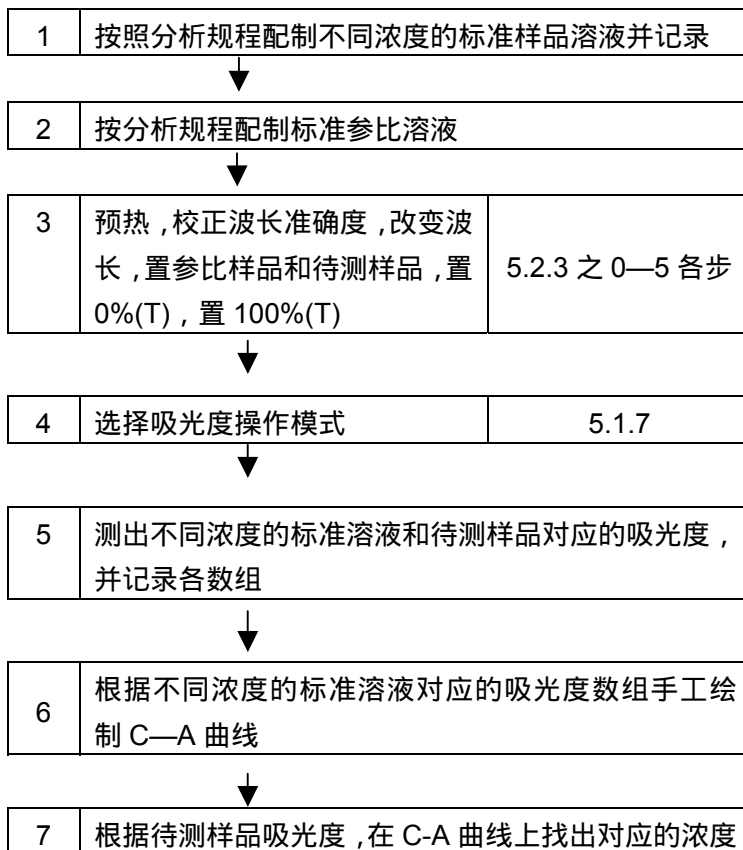 1 按照分析规程配制不同浓度的标准样品溶液并记录
2 按分析规程配制标准参比溶液
3 预热,校正波长准确度,改变波
长,置参比样品和待测样品,置 5.2.3 之 0—5 各步
0%(T),置 100%(T)
4 选择吸光度操作模式 5.1.7
5 测出不同浓度的标准溶液和待测样品对应的吸光度,
并记录各数组
6 根据不同浓度的标准溶液对应的吸光度数组手工绘
制 C—A 曲线
7 根据待测样品吸光度,在 C-A 曲线上找出对应的浓度